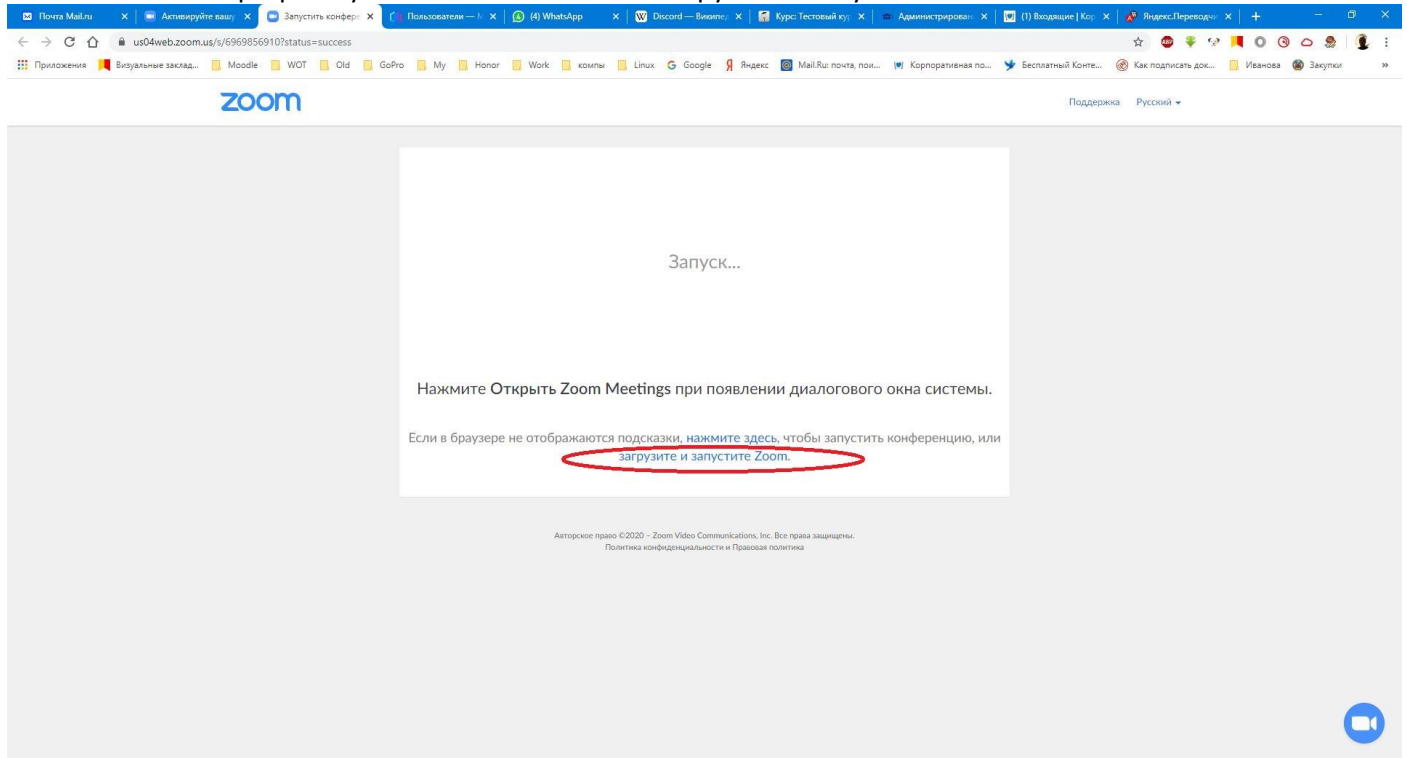 Почта Mail.ru
Активируйте вашу
Запустить конфере
Пользователи — М
(4) WhatsApp
Discord — Википед
Курс: Тестовый кур
Администрирован
(1) Входящие | Кор
Яндекс.Переводчи
us04web.zoom.us/s/6969856910?status=success
Приложения
Визуальные заклад...
Moodle
WOT
Old
GoPro
My
Honor
Work
компы
Linux
Google
Яндекс
Mail.Ru: почта, пои...
Корпоративная по...
Бесплатный Конте...
Как подписать док...
Иванова
Закупки
zoom
Поддержка
Русский
Запуск...
Нажмите Открыть Zoom Meetings при появлении диалогового окна системы.
Если в браузере не отображаются подсказки, нажмите здесь, чтобы запустить конференцию, или
загрузите и запустите Zoom.
Авторское право ©2020 - Zoom Video Communications, Inc. Все права защищены.
Политика конфиденциальности и Правовая политика